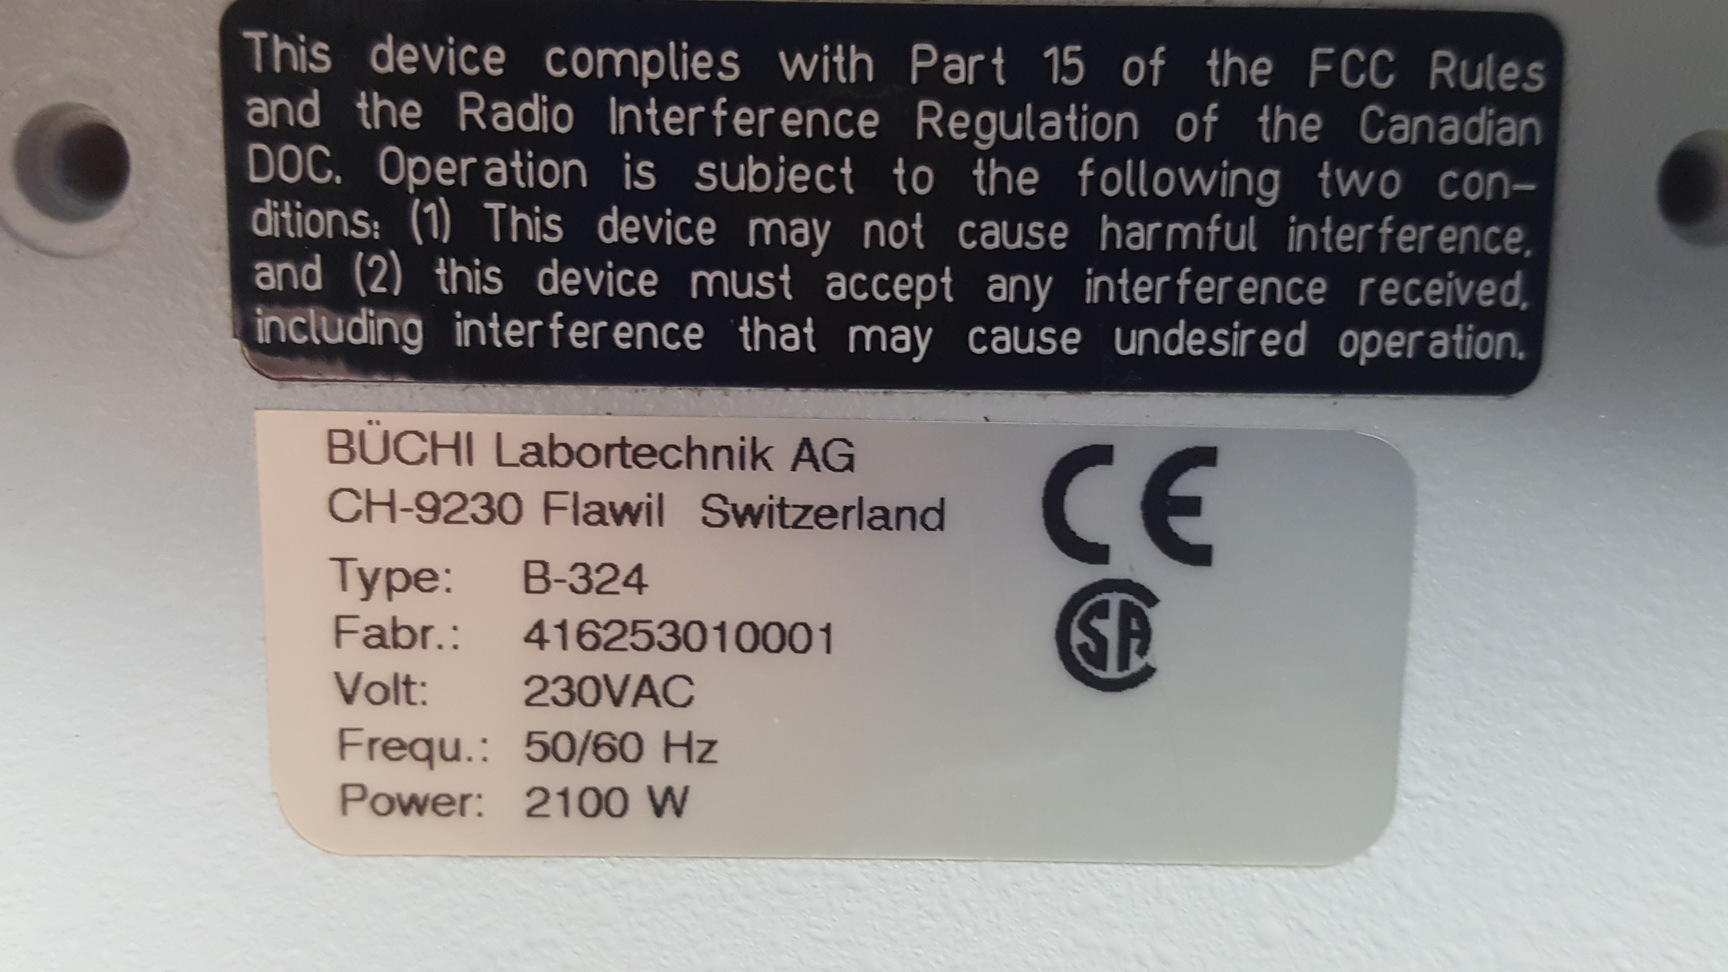 This device complies with Part 15 of the FCC Rules
and the Radio Interference Regulation of the Canadian
DOC. Operation is subject to the following two con-
ditions: (1) This device may not cause harmful interference,
and (2) this device must accept any interference received,
including interference that may cause undesired operation.
BÜCHI Labortechnik AG
CH-9230 Flawil Switzerland
Type: B-324
Fabr.: 416253010001
Volt: 230VAC
Frequ.: 50/60 Hz
Power: 2100 W
CE
CSA